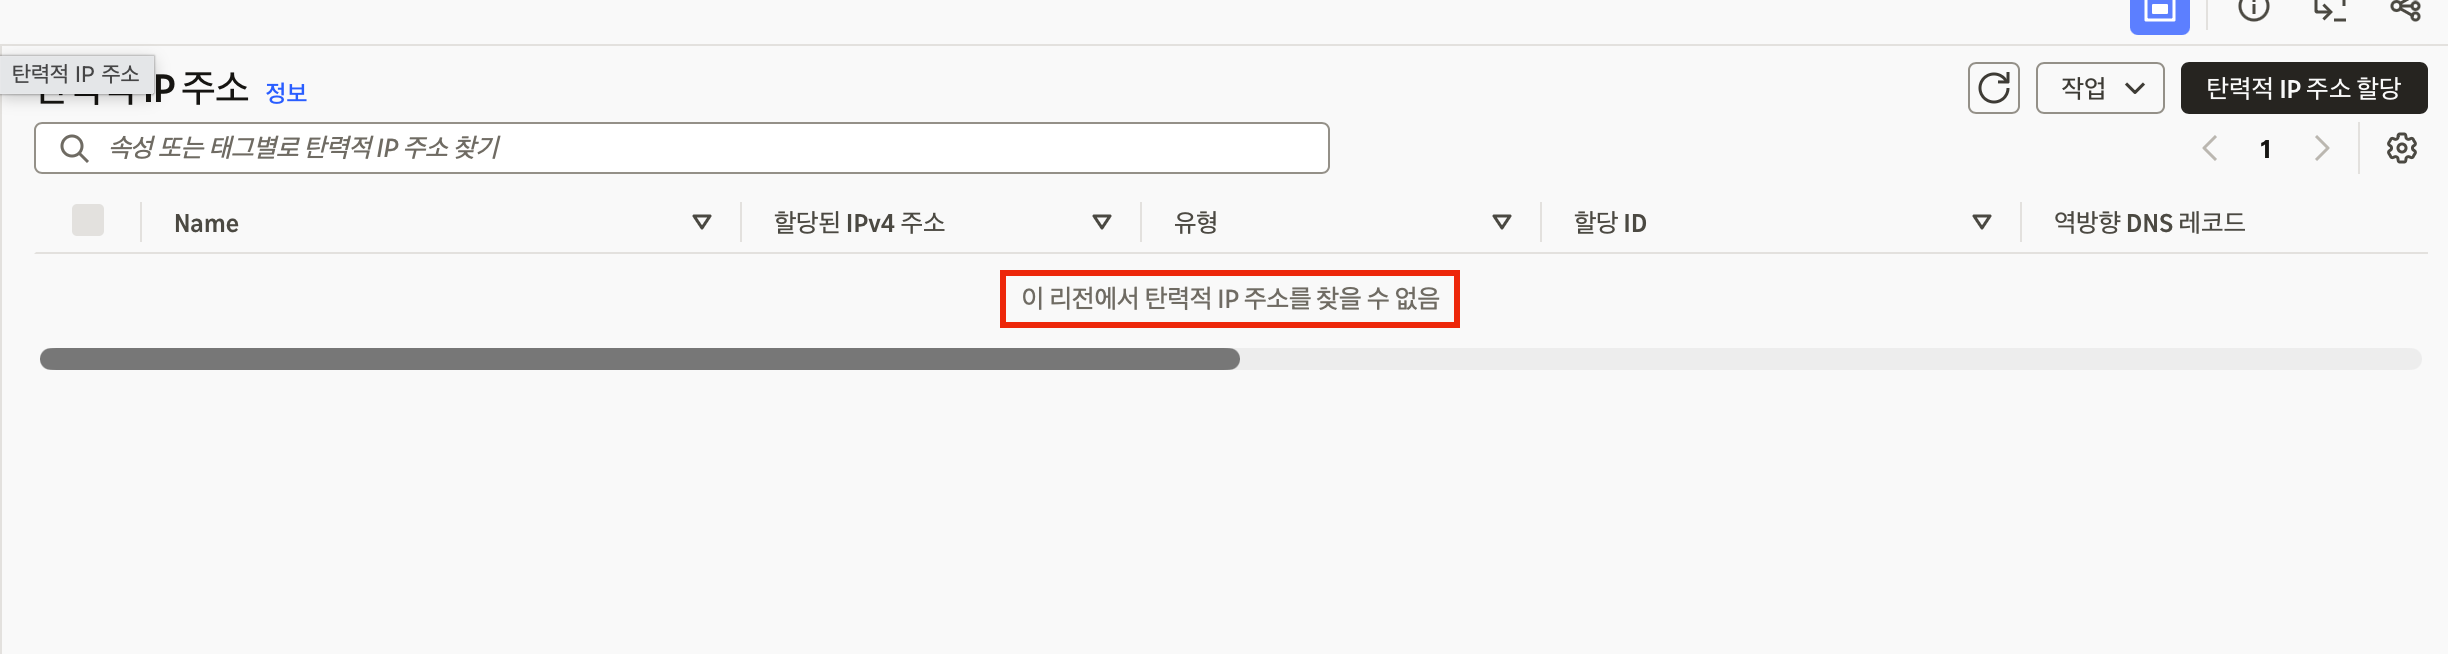 탄력적 IP 주소
IP 주소 정보
작업
탄력적 IP 주소 할당
속성 또는 태그별로 탄력적 IP 주소 찾기
1
Name
할당된 IPv4 주소
유형
할당 ID
역방향 DNS 레코드
이 리전에서 탄력적 IP 주소를 찾을 수 없음